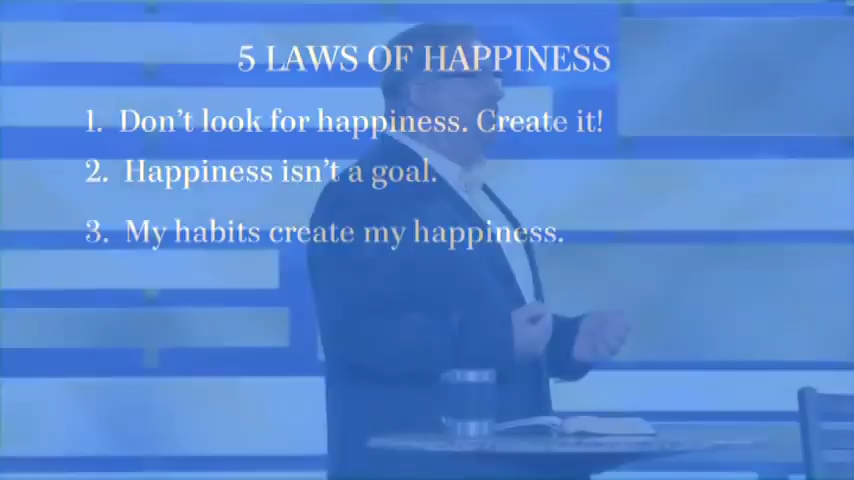 5 LAWS OF HAPPINESS
1. Don't look for happiness. Create it!
2. Happiness isn't a goal.
3. My habits create my happiness.